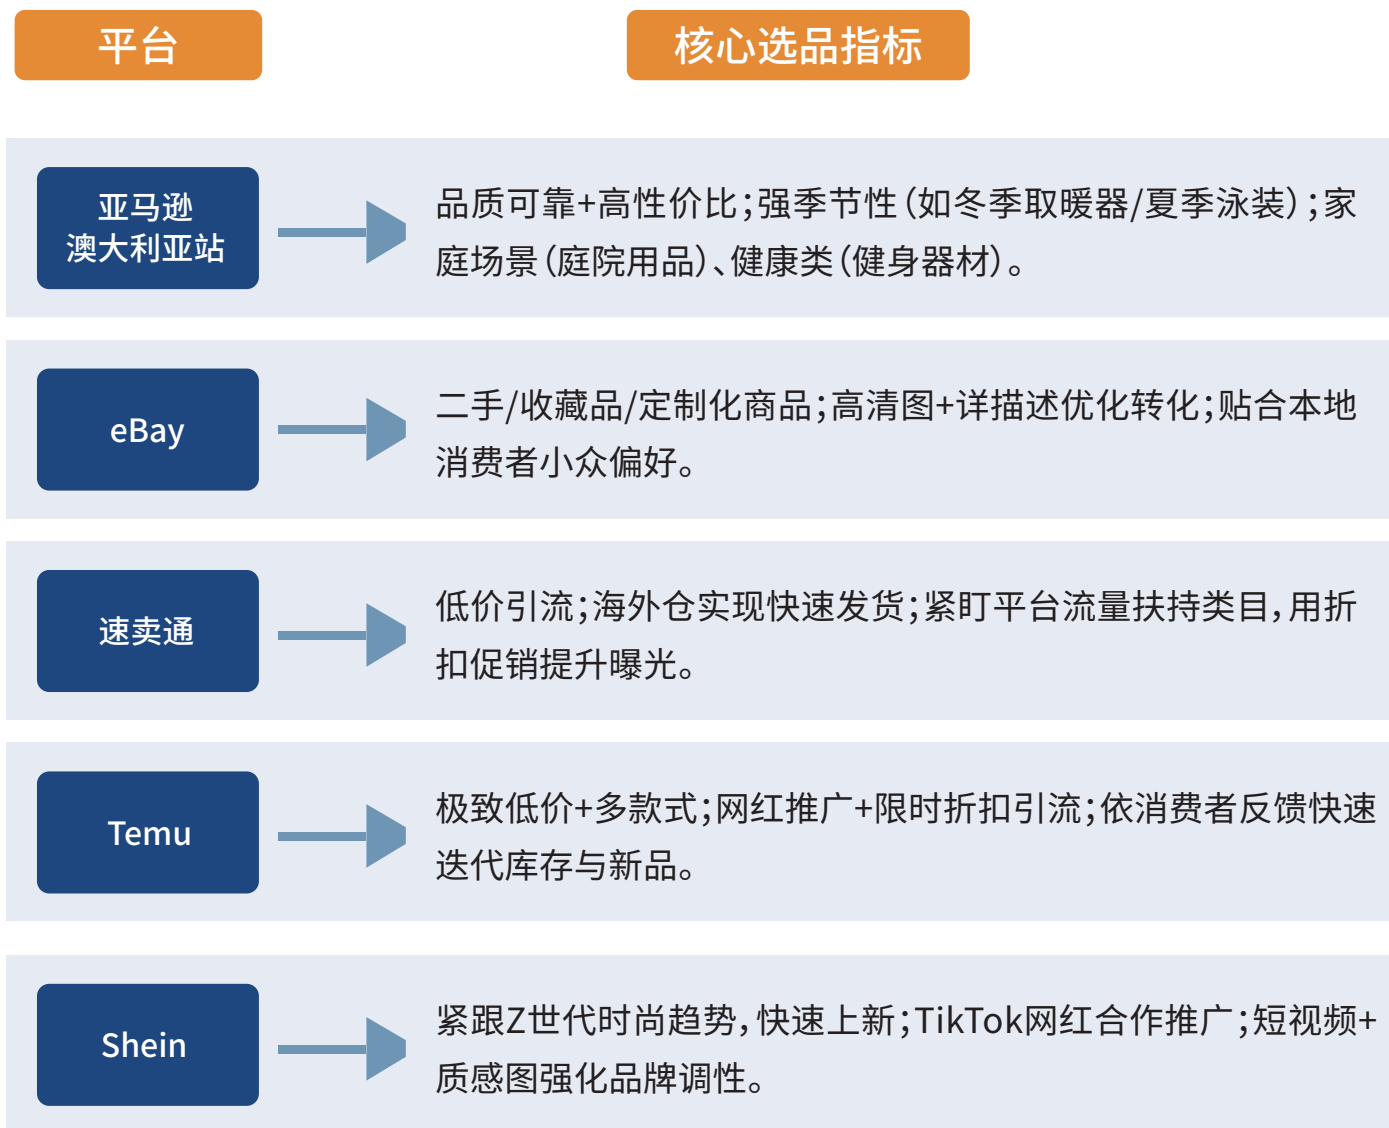 平台
核心选品指标
亚马逊
澳大利亚站
品质可靠+高性价比;强季节性(如冬季取暖器/夏季泳装);家
庭场景(庭院用品)、健康类(健身器材)。
eBay
二手/收藏品/定制化商品;高清图+详描述优化转化;贴合本地
消费者小众偏好。
速卖通
低价引流;海外仓实现快速发货;紧盯平台流量扶持类目,用折
扣促销提升曝光。
Temu
极致低价+多款式;网红推广+限时折扣引流;依消费者反馈快速
迭代库存与新品。
Shein
紧跟Z世代时尚趋势,快速上新;TikTok网红合作推广;短视频+
质感图强化品牌调性。